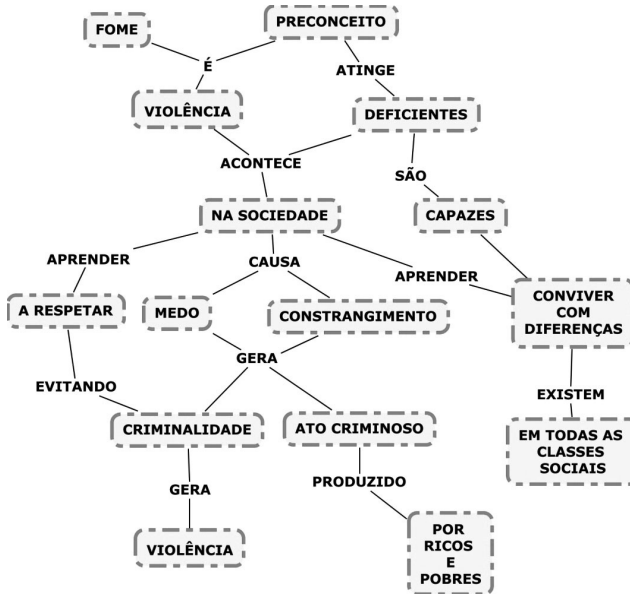 PRECONCEITO
FOME
É
ATINGE
VIOLÊNCIA
DEFICIENTES
ACONTECE
SÃO
NA SOCIEDADE
CAPAZES
APRENDER
CAUSA
APRENDER
A RESPETAR
MEDO
CONSTRANGIMENTO
CONVIVER
COM
DIFERENÇAS
GERA
EVITANDO
EXISTEM
CRIMINALIDADE
ATO CRIMINOSO
EM TODAS AS
CLASSES
SOCIAIS
GERA
PRODUZIDO
VIOLÊNCIA
POR
RICOS
E
POBRES